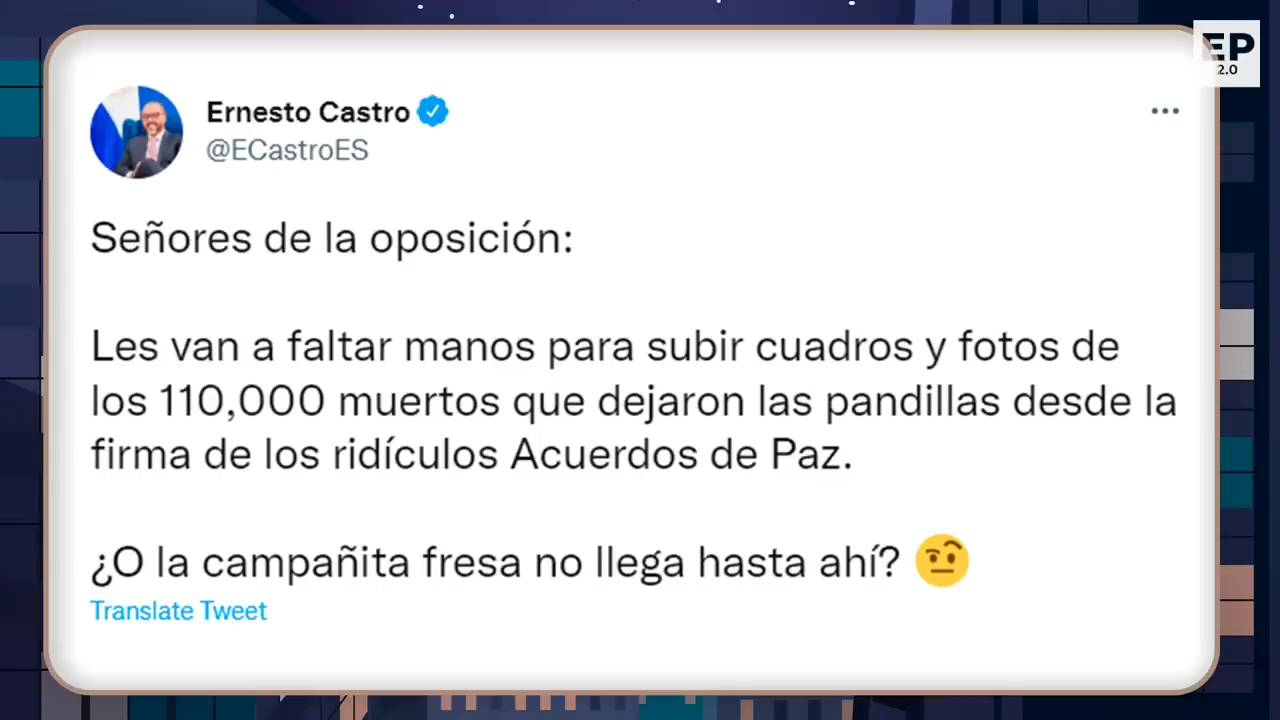 EP
2.0
Ernesto Castro
@ECastroES
Señores de la oposición:
Les van a faltar manos para subir cuadros y fotos de
los 110,000 muertos que dejaron las pandillas desde la
firma de los ridículos Acuerdos de Paz.
¿O la campañita fresa no llega hasta ahí? 🤨
Translate Tweet